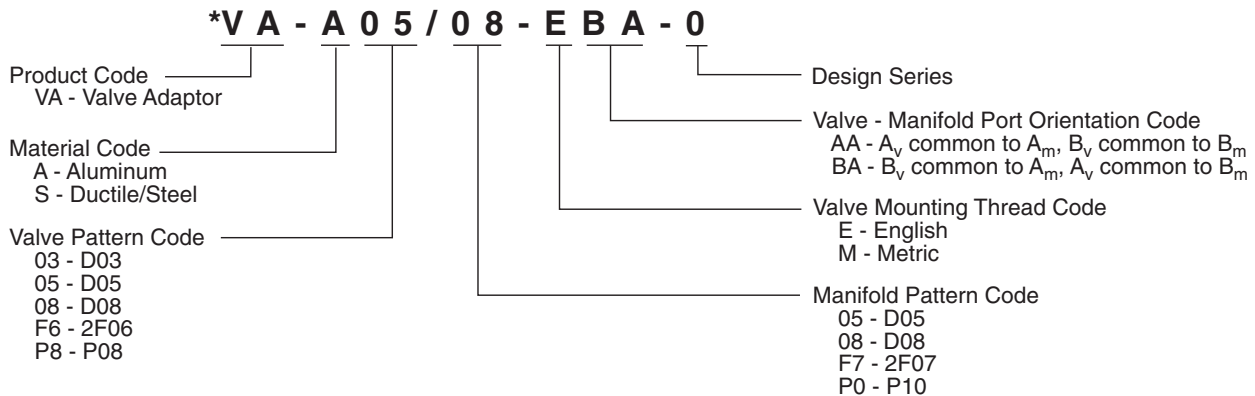 *VA - A05/08 - EBA - 0
Product Code
VA - Valve Adaptor
Material Code
A - Aluminum
S - Ductile/Steel
Valve Pattern Code
03 - D03
05 - D05
08 - D08
F6 - 2F06
P8 - P08
Design Series
Valve - Manifold Port Orientation Code
AA - Av common to Am, Bv common to Bm
BA - Bv common to Am, Av common to Bm
Valve Mounting Thread Code
E - English
M - Metric
Manifold Pattern Code
05 - D05
08 - D08
F7 - 2F07
P0 - P10